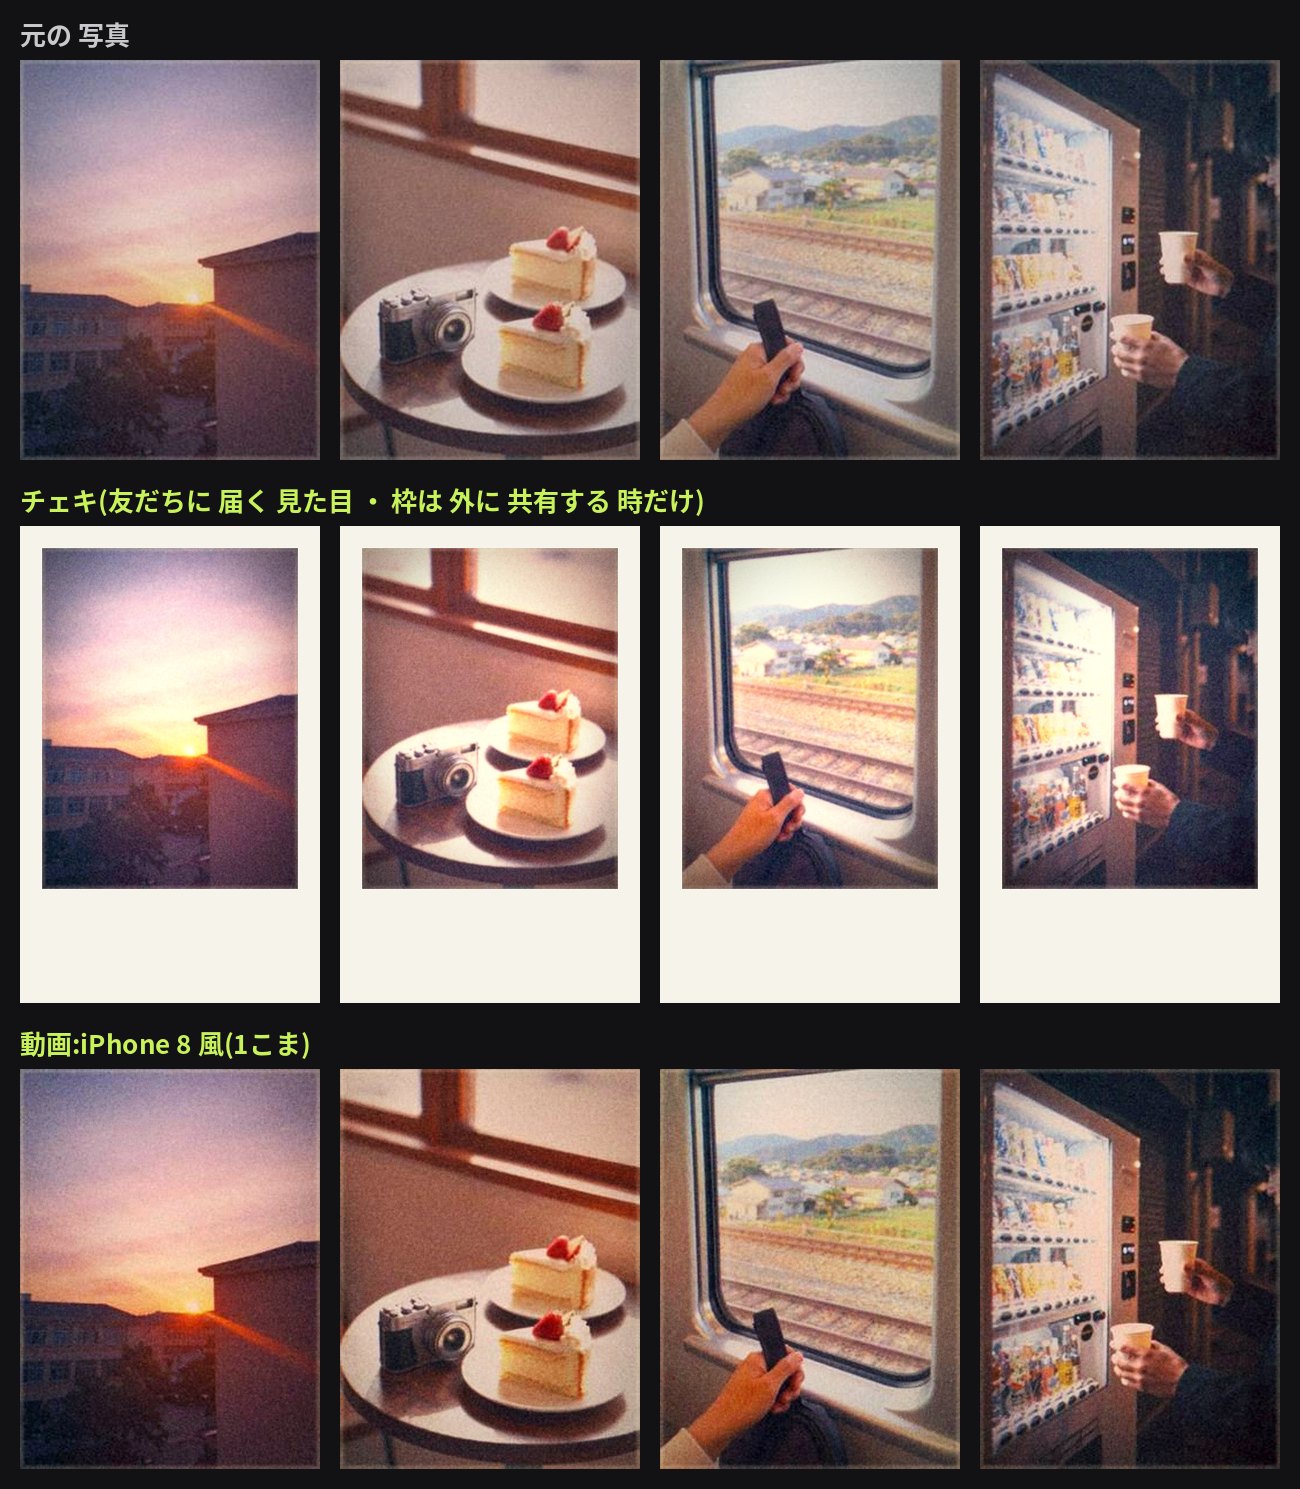 元の 写真
チェキ(友だちに 届く 見た目 ・ 枠は 外に 共有する 時だけ)
動画:iPhone 8 風(1こま)